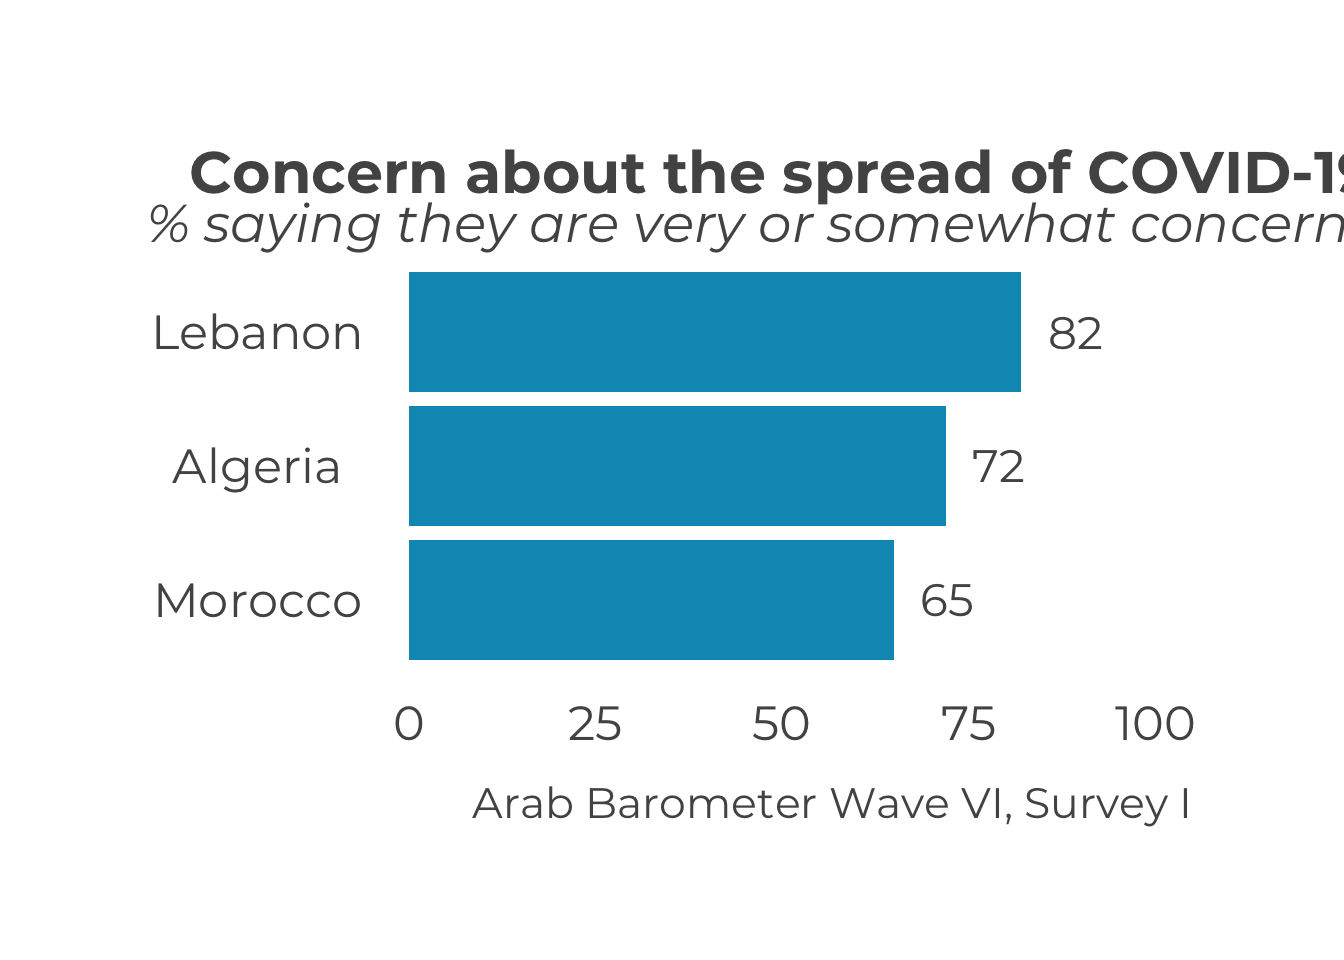 Concern about the spread of COVID-19
% saying they are very or somewhat concern
Lebanon 82
Algeria 72
Morocco 65
0 25 50 75 100
Arab Barometer Wave VI, Survey I